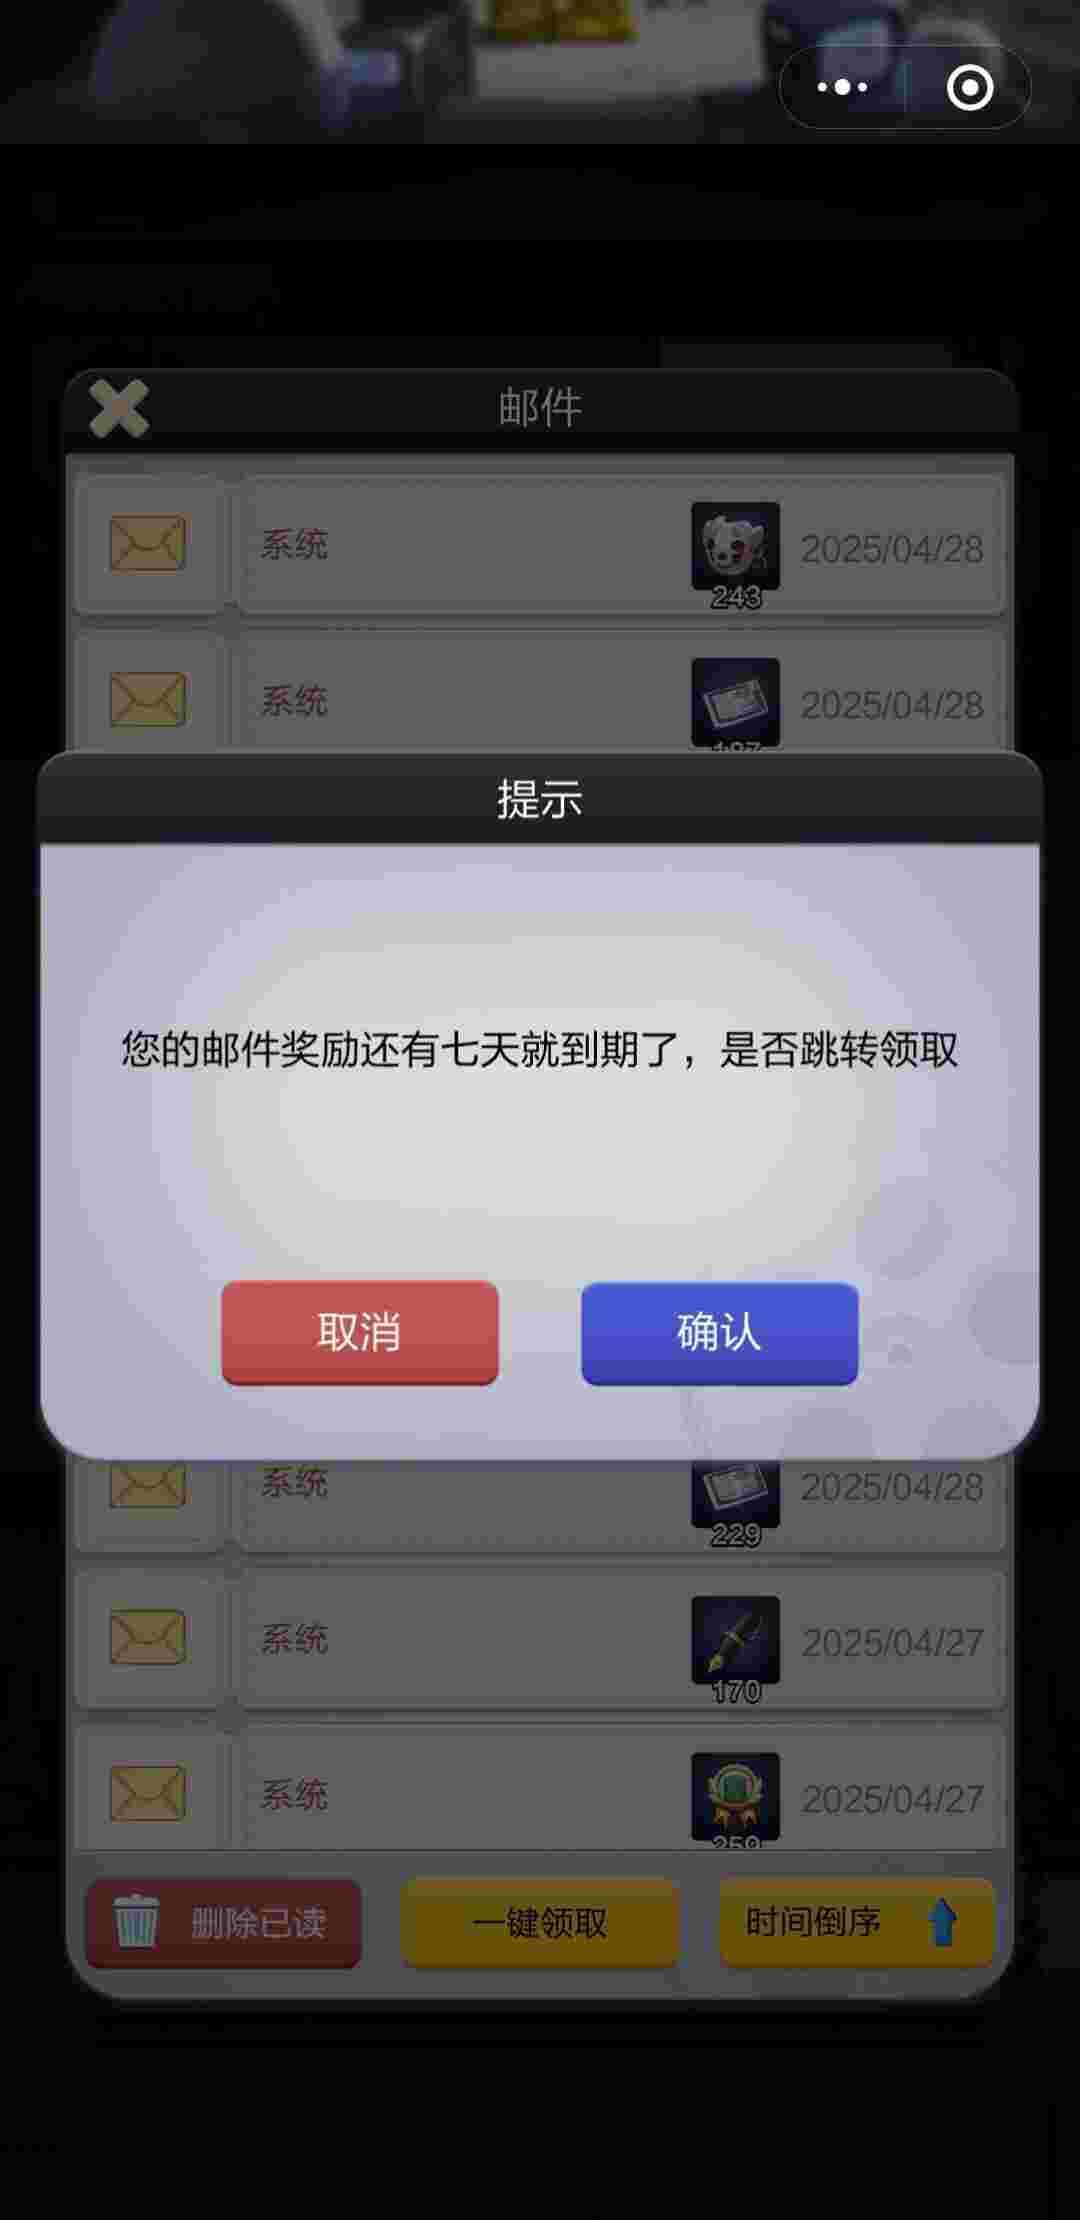 邮件
系统
243
2025/04/28
系统
2025/04/28
提示
您的邮件奖励还有七天就到期了，是否跳转领取
取消
确认
系统
229
2025/04/28
系统
170
2025/04/27
系统
2025/04/27
删除已读
一键领取
时间倒序